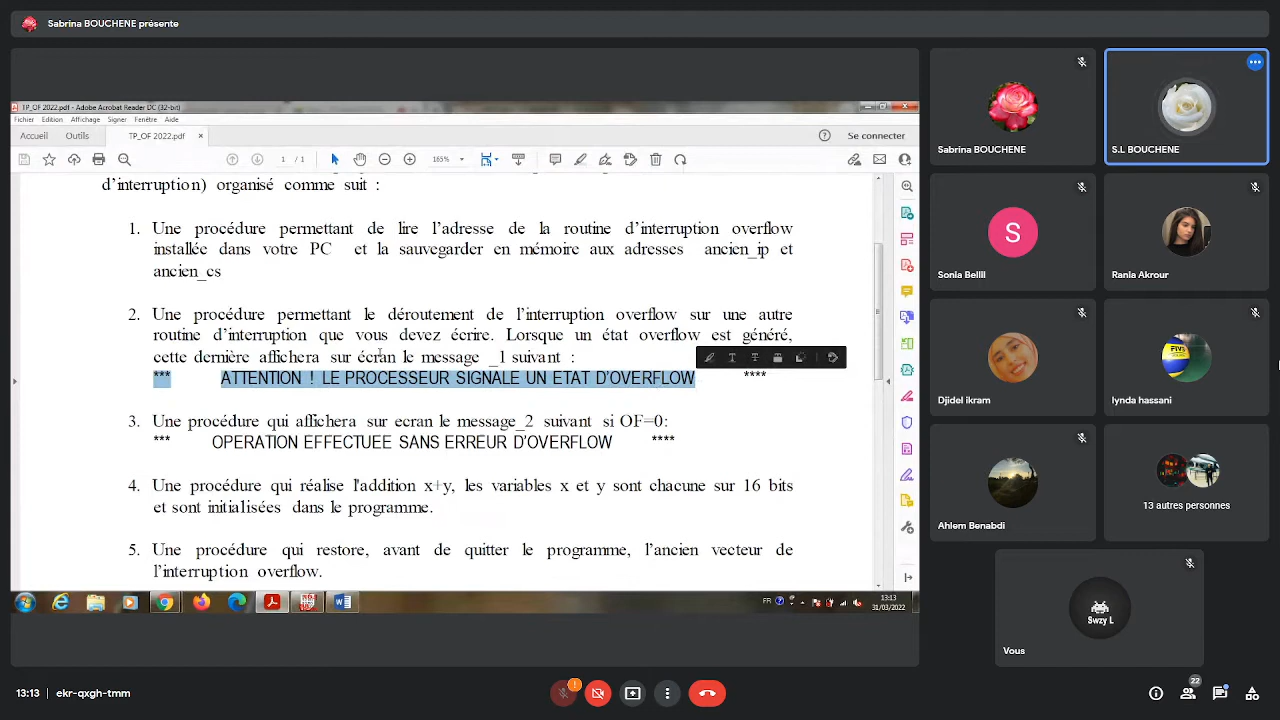 Sabrina BOUCHENE présente
TP_OF 2022.pdf - Adobe Acrobat Reader DC (32-bit)
Fichier Edition Affichage Signer Fenêtre Aide
Accueil Outils TP_OF 2022.pdf × Se connecter
1 / 1 165%
d'interruption) organisé comme suit :
1. Une procédure permettant de lire l'adresse de la routine d'interruption overflow
installée dans votre PC et la sauvegarder en mémoire aux adresses ancien_ip et
ancien_cs
2. Une procédure permettant le déroutement de l'interruption overflow sur une autre
routine d'interruption que vous devez écrire. Lorsque un état overflow est généré,
cette dernière affichera sur écran le message _1 suivant :
*** ATTENTION ! LE PROCESSEUR SIGNALE UN ETAT D'OVERFLOW ****
3. Une procédure qui affichera sur ecran le message_2 suivant si OF=0:
*** OPERATION EFFECTUEE SANS ERREUR D'OVERFLOW ****
4. Une procédure qui réalise l'addition x+y, les variables x et y sont chacune sur 16 bits
et sont initialisées dans le programme.
5. Une procédure qui restore, avant de quitter le programme, l'ancien vecteur de
l'interruption overflow.
FR 13:13
31/03/2022
Sabrina BOUCHENE
S.L BOUCHENE
S
Sonia Bellil
Rania Akrour
Djidel ikram
lynda hassani
Ahlem Benabdi
13 autres personnes
Swzy L
Vous
13:13 ekr-qxgh-tmm
22